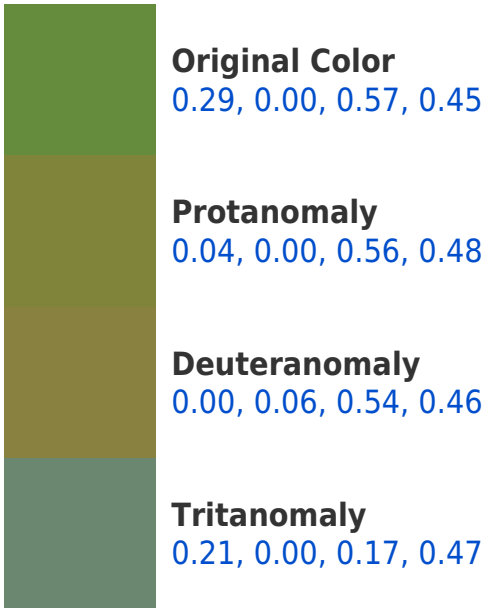 Original Color
0.29, 0.00, 0.57, 0.45
Protanomaly
0.04, 0.00, 0.56, 0.48
Deuteranomaly
0.00, 0.06, 0.54, 0.46
Tritanomaly
0.21, 0.00, 0.17, 0.47